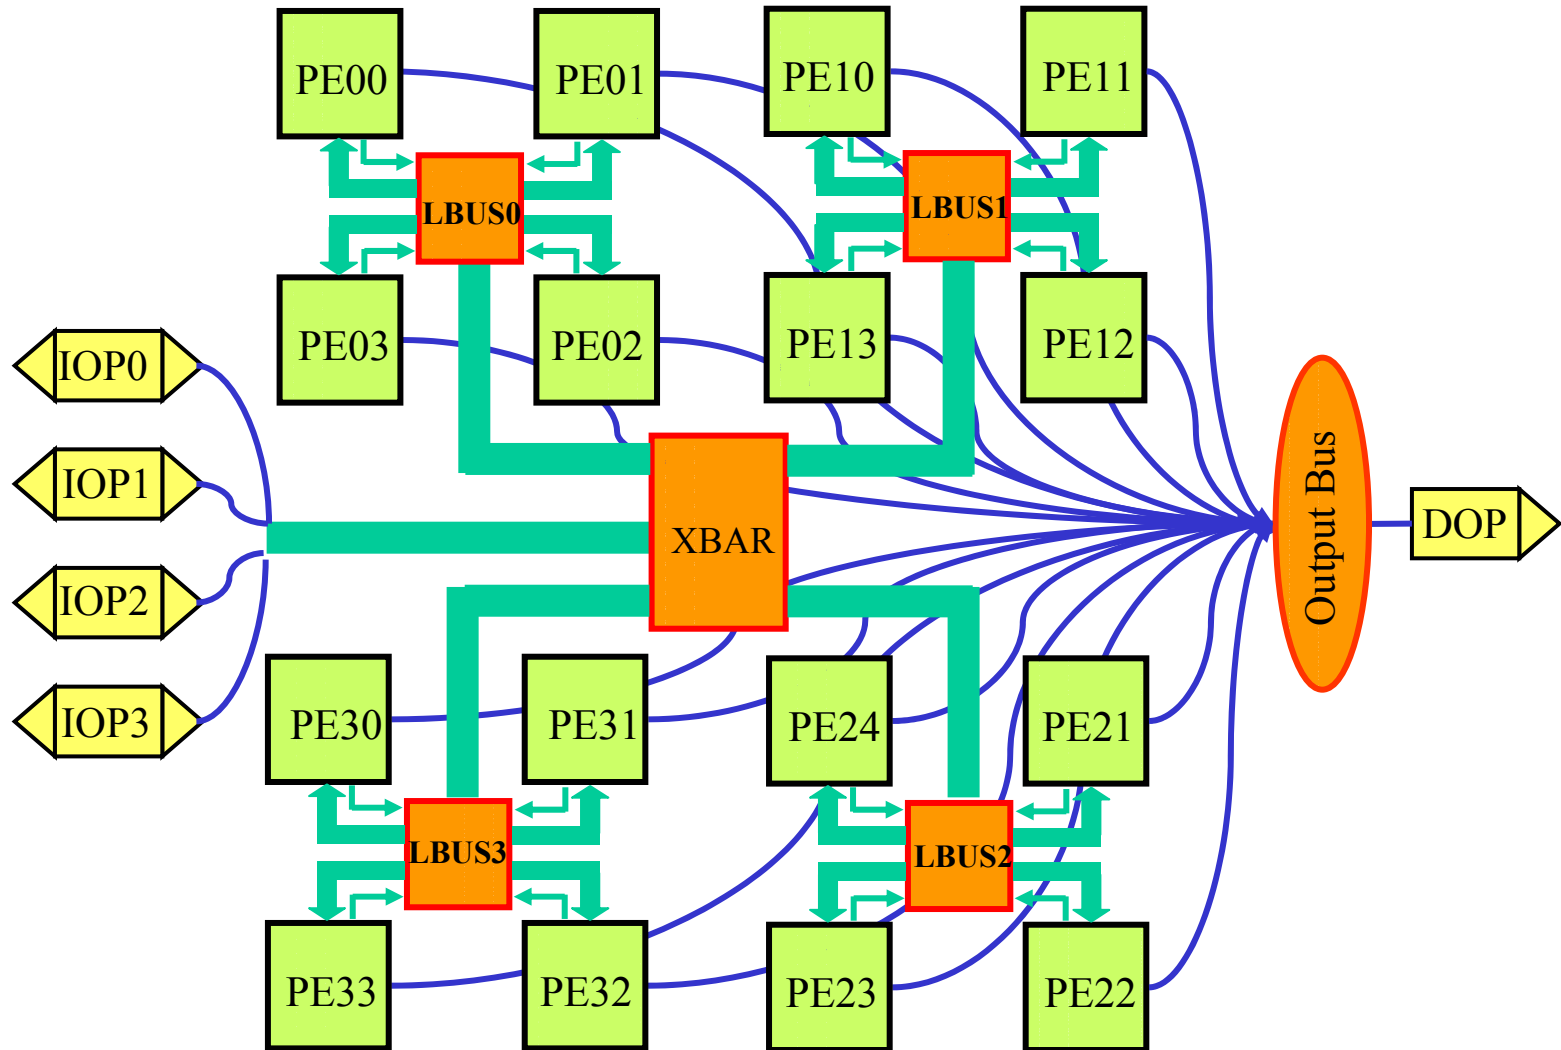 PE00
PE01
PE10
PE11
LBUS0
LBUS1
PE03
PE02
PE13
PE12
IOP0
IOP1
IOP2
IOP3
XBAR
Output Bus
DOP
PE30
PE31
PE24
PE21
LBUS3
LBUS2
PE33
PE32
PE23
PE22